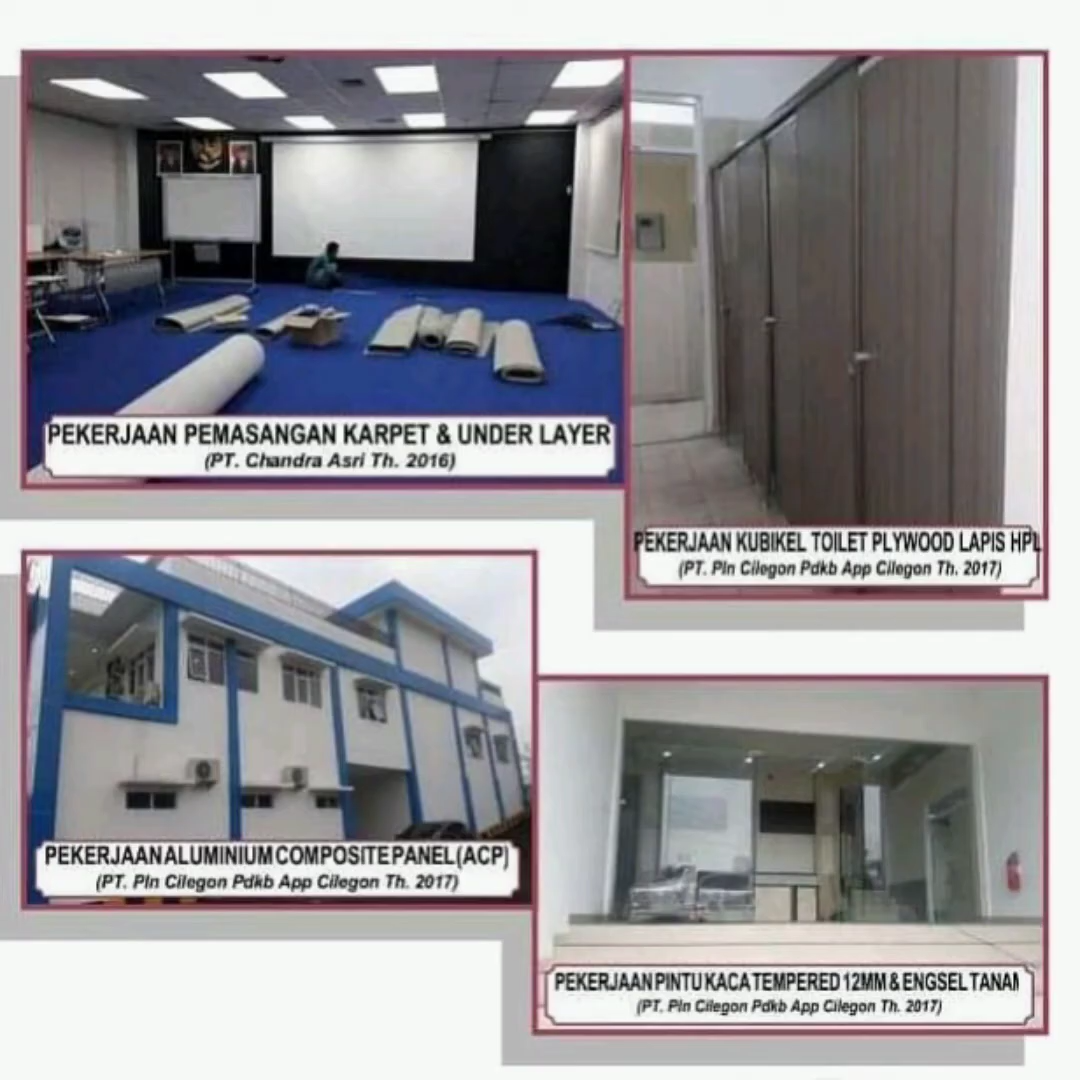 PEKERJAAN PEMASANGAN KARPET & UNDER LAYER
(PT. Chandra Asri Th. 2016)
PEKERJAAN KUBIKEL TOILET PLYWOOD LAPIS HPL
(PT. Pln Cilegon Pdkb App Cilegon Th. 2017)
PEKERJAAN ALUMINIUM COMPOSITE PANEL (ACP)
(PT. Pln Cilegon Pdkb App Cilegon Th. 2017)
PEKERJAAN PINTU KACA TEMPERED 12MM & ENGSEL TANAM
(PT. Pln Cilegon Pdkb App Cilegon Th. 2017)